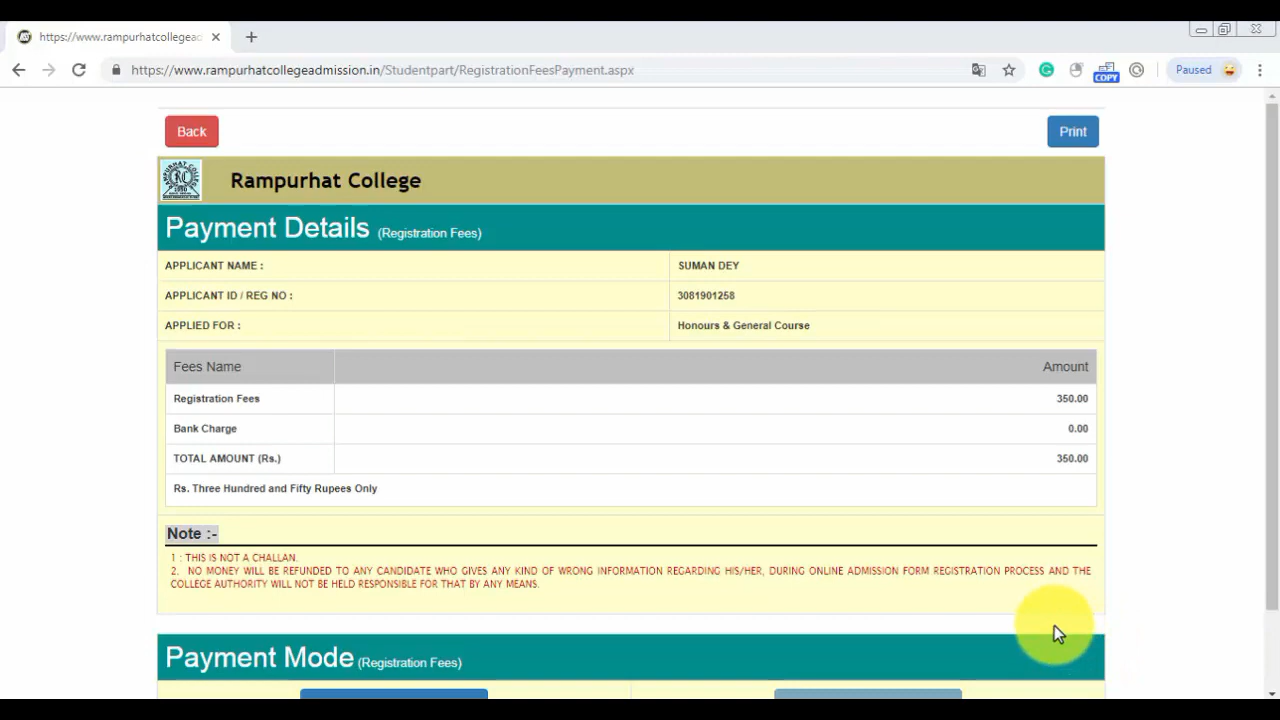 https://www.rampurhatcollegead
https://www.rampurhatcollegeadmission.in/Studentpart/RegistrationFeesPayment.aspx
COPY
Paused
Back
Print
Rampurhat College
Payment Details (Registration Fees)
APPLICANT NAME : SUMAN DEY
APPLICANT ID / REG NO : 3081901258
APPLIED FOR : Honours & General Course
Fees Name Amount
Registration Fees 350.00
Bank Charge 0.00
TOTAL AMOUNT (Rs.) 350.00
Rs. Three Hundred and Fifty Rupees Only
Note :-
1 : THIS IS NOT A CHALLAN.
2. NO MONEY WILL BE REFUNDED TO ANY CANDIDATE WHO GIVES ANY KIND OF WRONG INFORMATION REGARDING HIS/HER, DURING ONLINE ADMISSION FORM REGISTRATION PROCESS AND THE
COLLEGE AUTHORITY WILL NOT BE HELD RESPONSIBLE FOR THAT BY ANY MEANS.
Payment Mode (Registration Fees)